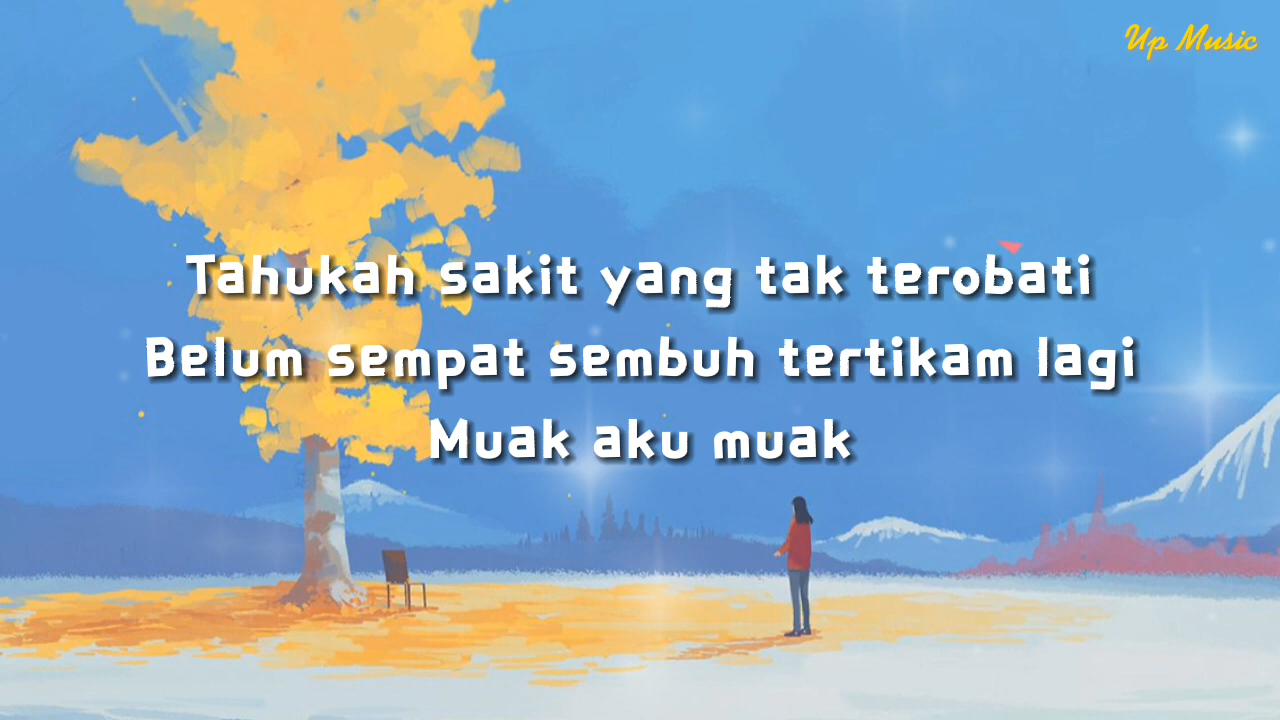 Up Music
Tahukah sakit yang tak terobati
Belum sempat sembuh tertikam lagi
Muak aku muak